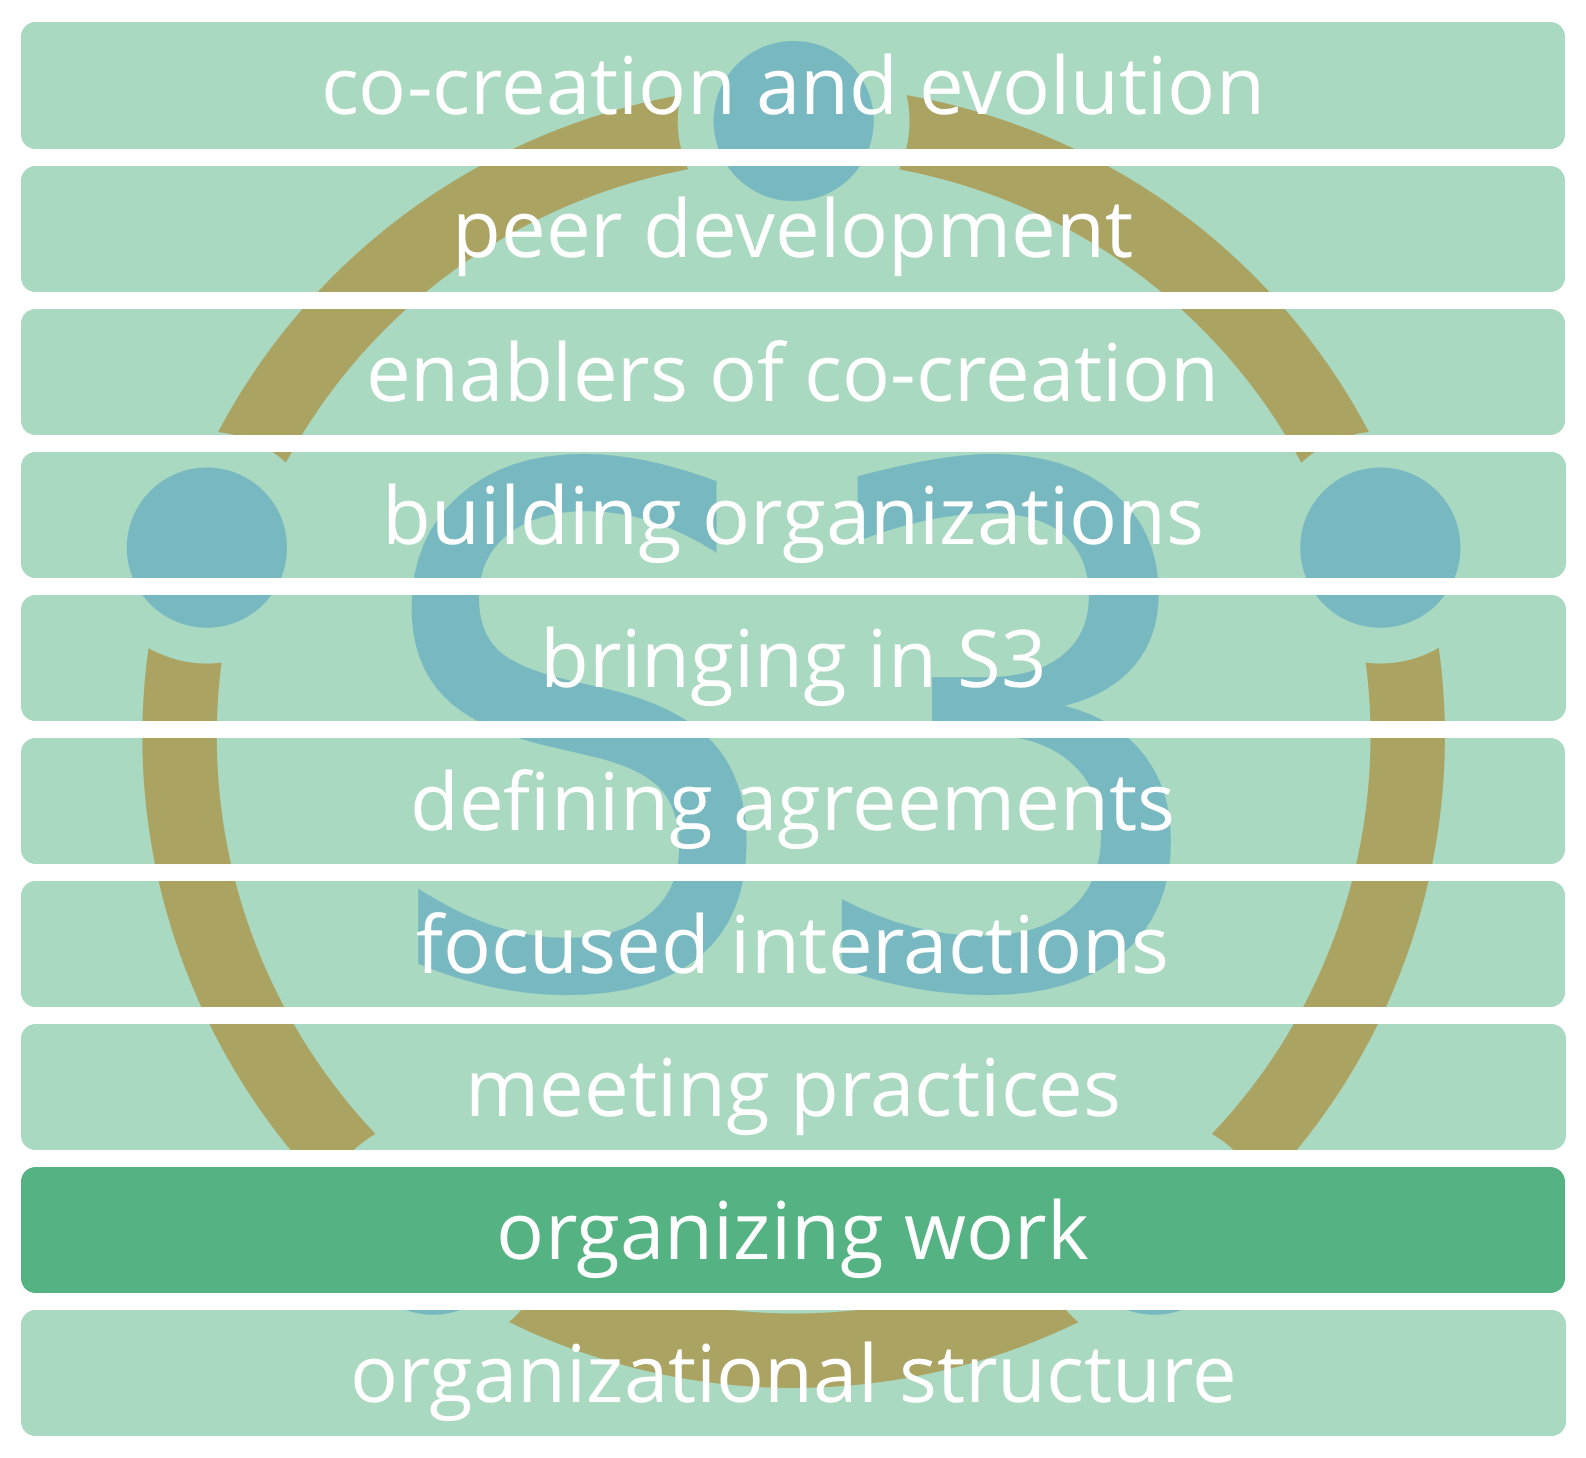 co-creation and evolution
peer development
enablers of co-creation
building organizations
bringing in S3
defining agreements
focused interactions
meeting practices
organizing work
organizational structure
S3